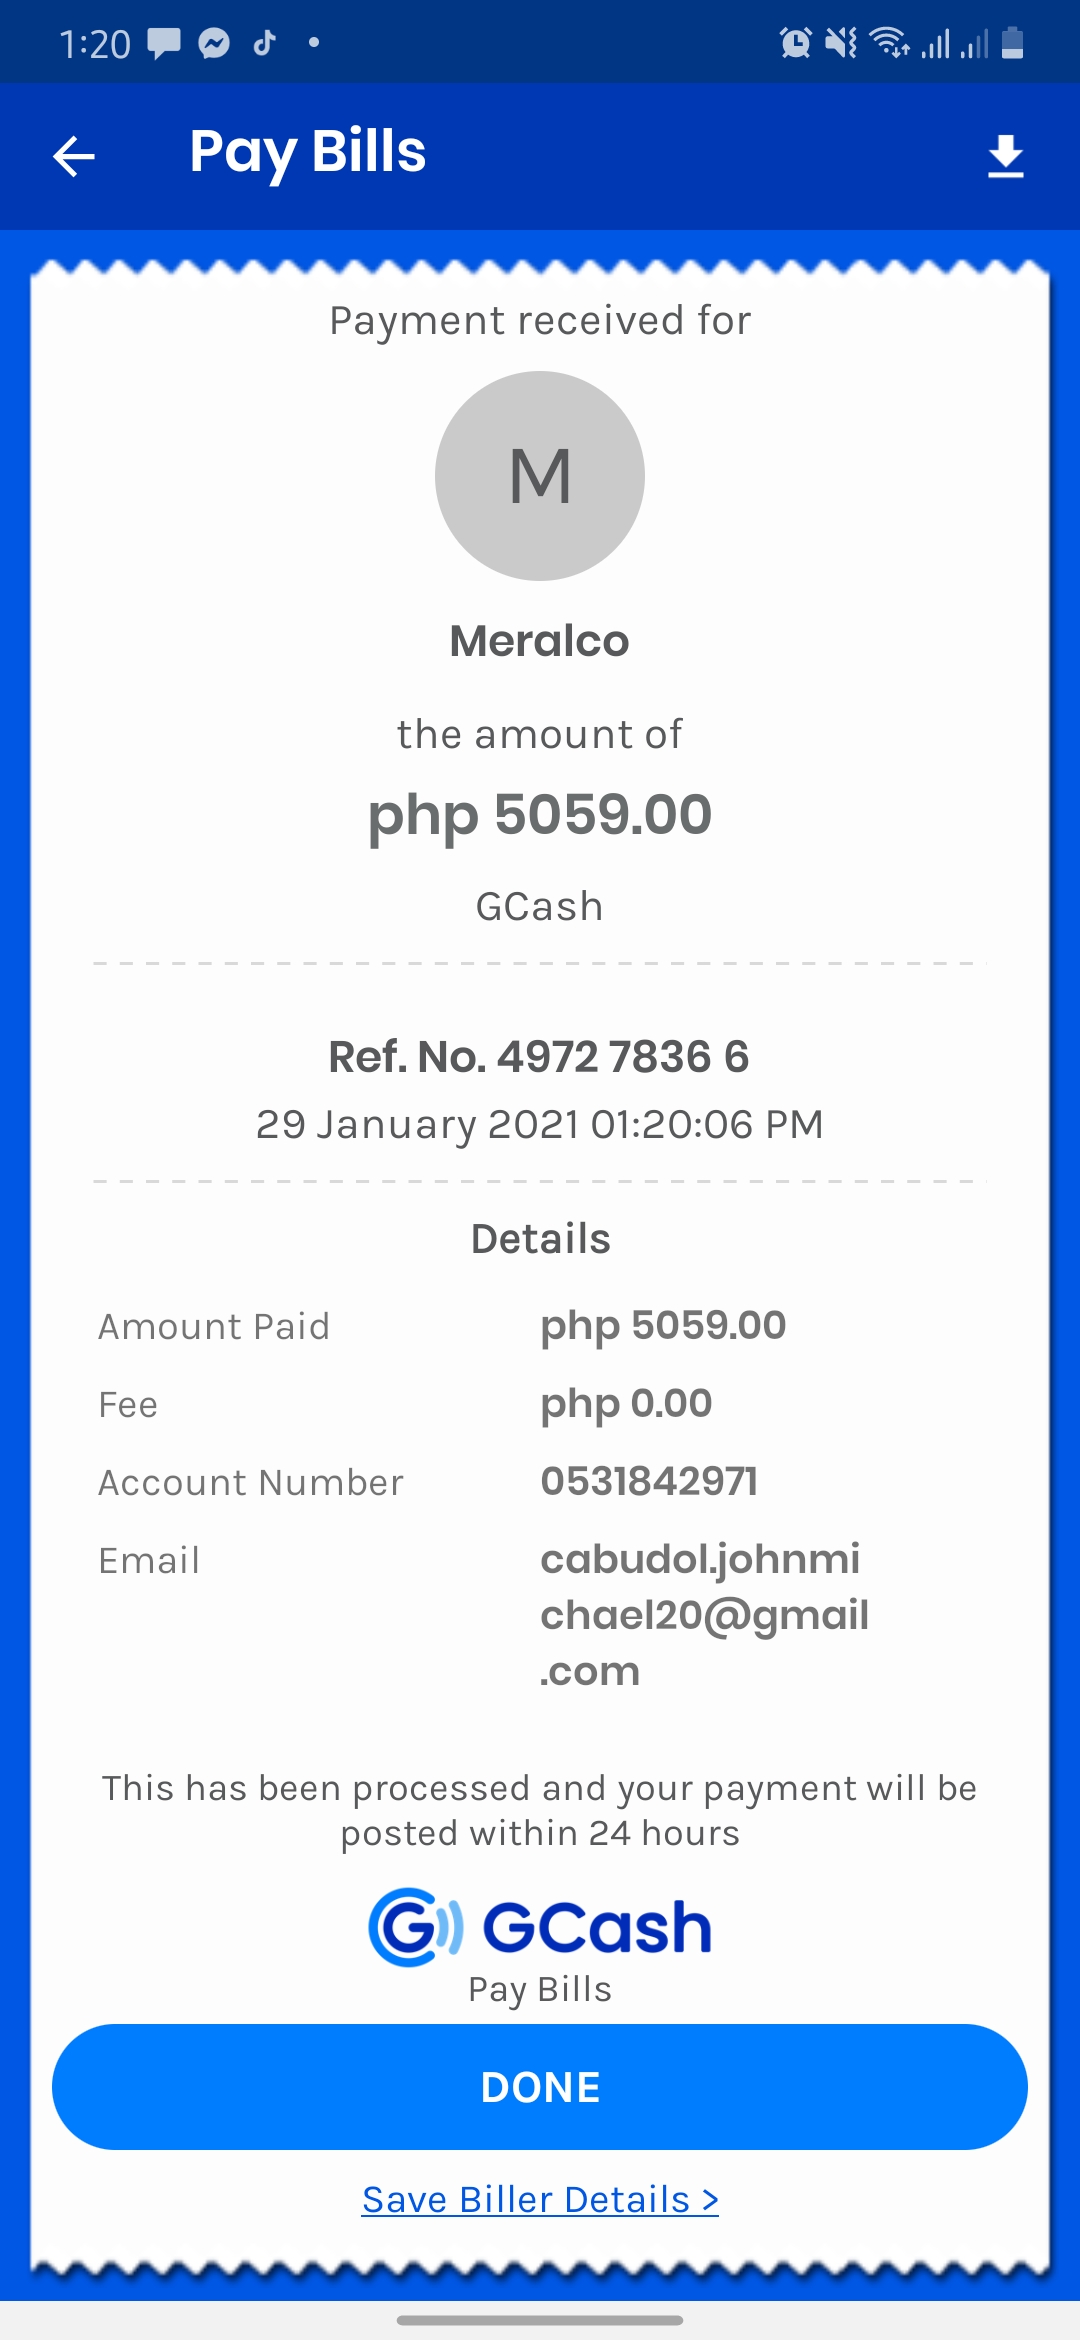 1:20
Pay Bills
Payment received for
M
Meralco
the amount of
php 5059.00
GCash
Ref. No. 4972 7836 6
29 January 2021 01:20:06 PM
Details
Amount Paid php 5059.00
Fee php 0.00
Account Number 0531842971
Email cabudol.johnmi
chael20@gmail
.com
This has been processed and your payment will be
posted within 24 hours
GCash
Pay Bills
DONE
Save Biller Details >